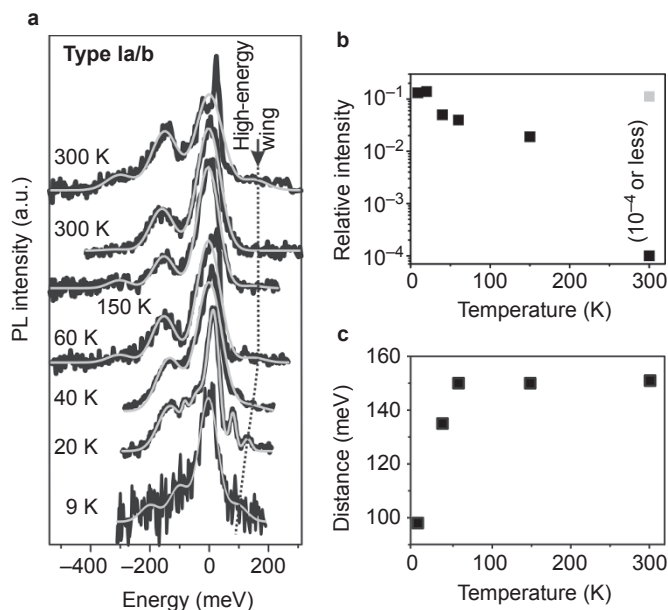 a
Type Ia/b
High-energy
wing
300 K
300 K
150 K
60 K
40 K
20 K
9 K
PL intensity (a.u.)
−400 −200 0 200
Energy (meV)
b
10⁻¹
10⁻²
10⁻³
10⁻⁴
Relative intensity
(10⁻⁴ or less)
0 100 200 300
Temperature (K)
c
160
140
120
100
Distance (meV)
0 100 200 300
Temperature (K)